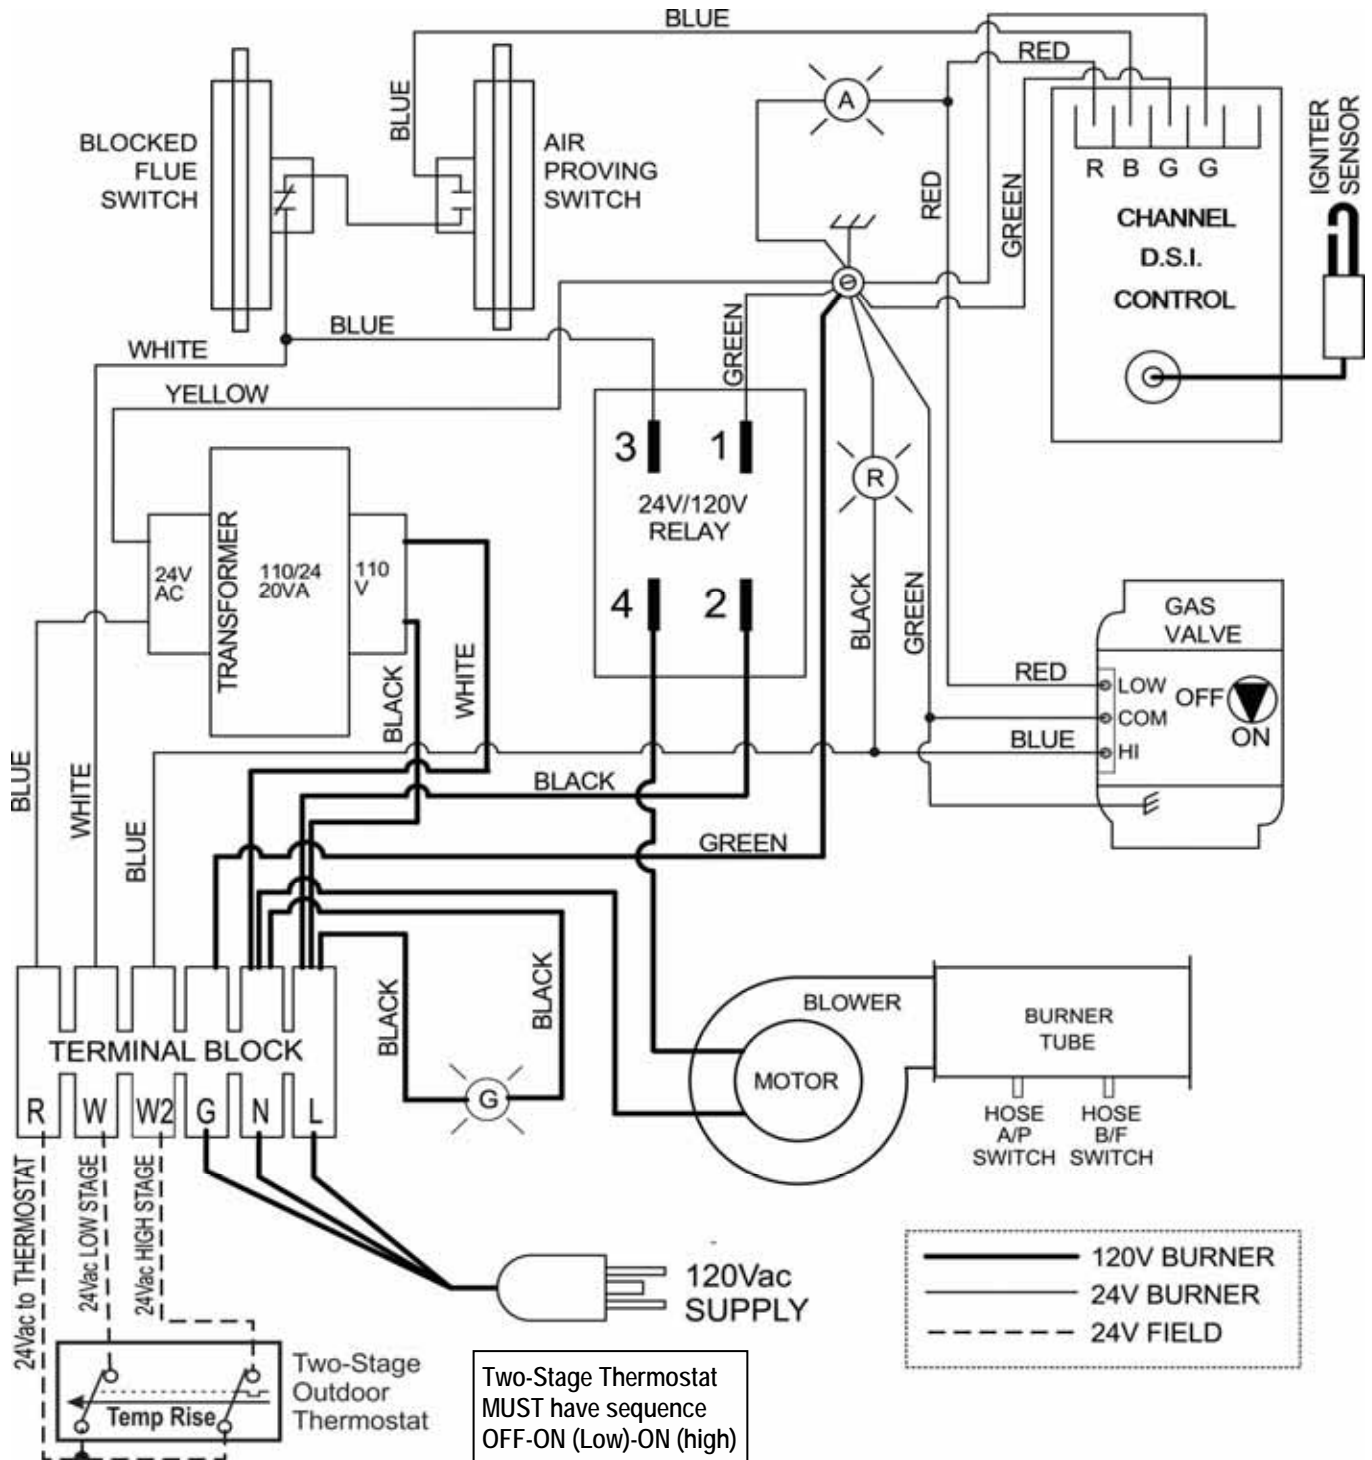 BLUE
BLOCKED
FLUE
SWITCH
BLUE
AIR
PROVING
SWITCH
A
RED
RED
GREEN
R B G G
CHANNEL
D.S.I.
CONTROL
IGNITER
SENSOR
BLUE
WHITE
YELLOW
GREEN
3 1
24V/120V
RELAY
4 2
R
24V
AC
TRANSFORMER
110/24
20VA
110
V
BLACK
WHITE
BLACK
GREEN
GAS
VALVE
RED
LOW
COM
HI
OFF
ON
BLUE
BLUE
WHITE
BLUE
BLACK
GREEN
BLACK
BLACK
TERMINAL BLOCK
R W W2 G N L
G
BLOWER
MOTOR
BURNER
TUBE
HOSE
A/P
SWITCH
HOSE
B/F
SWITCH
24Vac to THERMOSTAT
24Vac LOW STAGE
24Vac HIGH STAGE
120Vac
SUPPLY
120V BURNER
24V BURNER
24V FIELD
Temp Rise
Two-Stage
Outdoor
Thermostat
Two-Stage Thermostat
MUST have sequence
OFF-ON (Low)-ON (high)